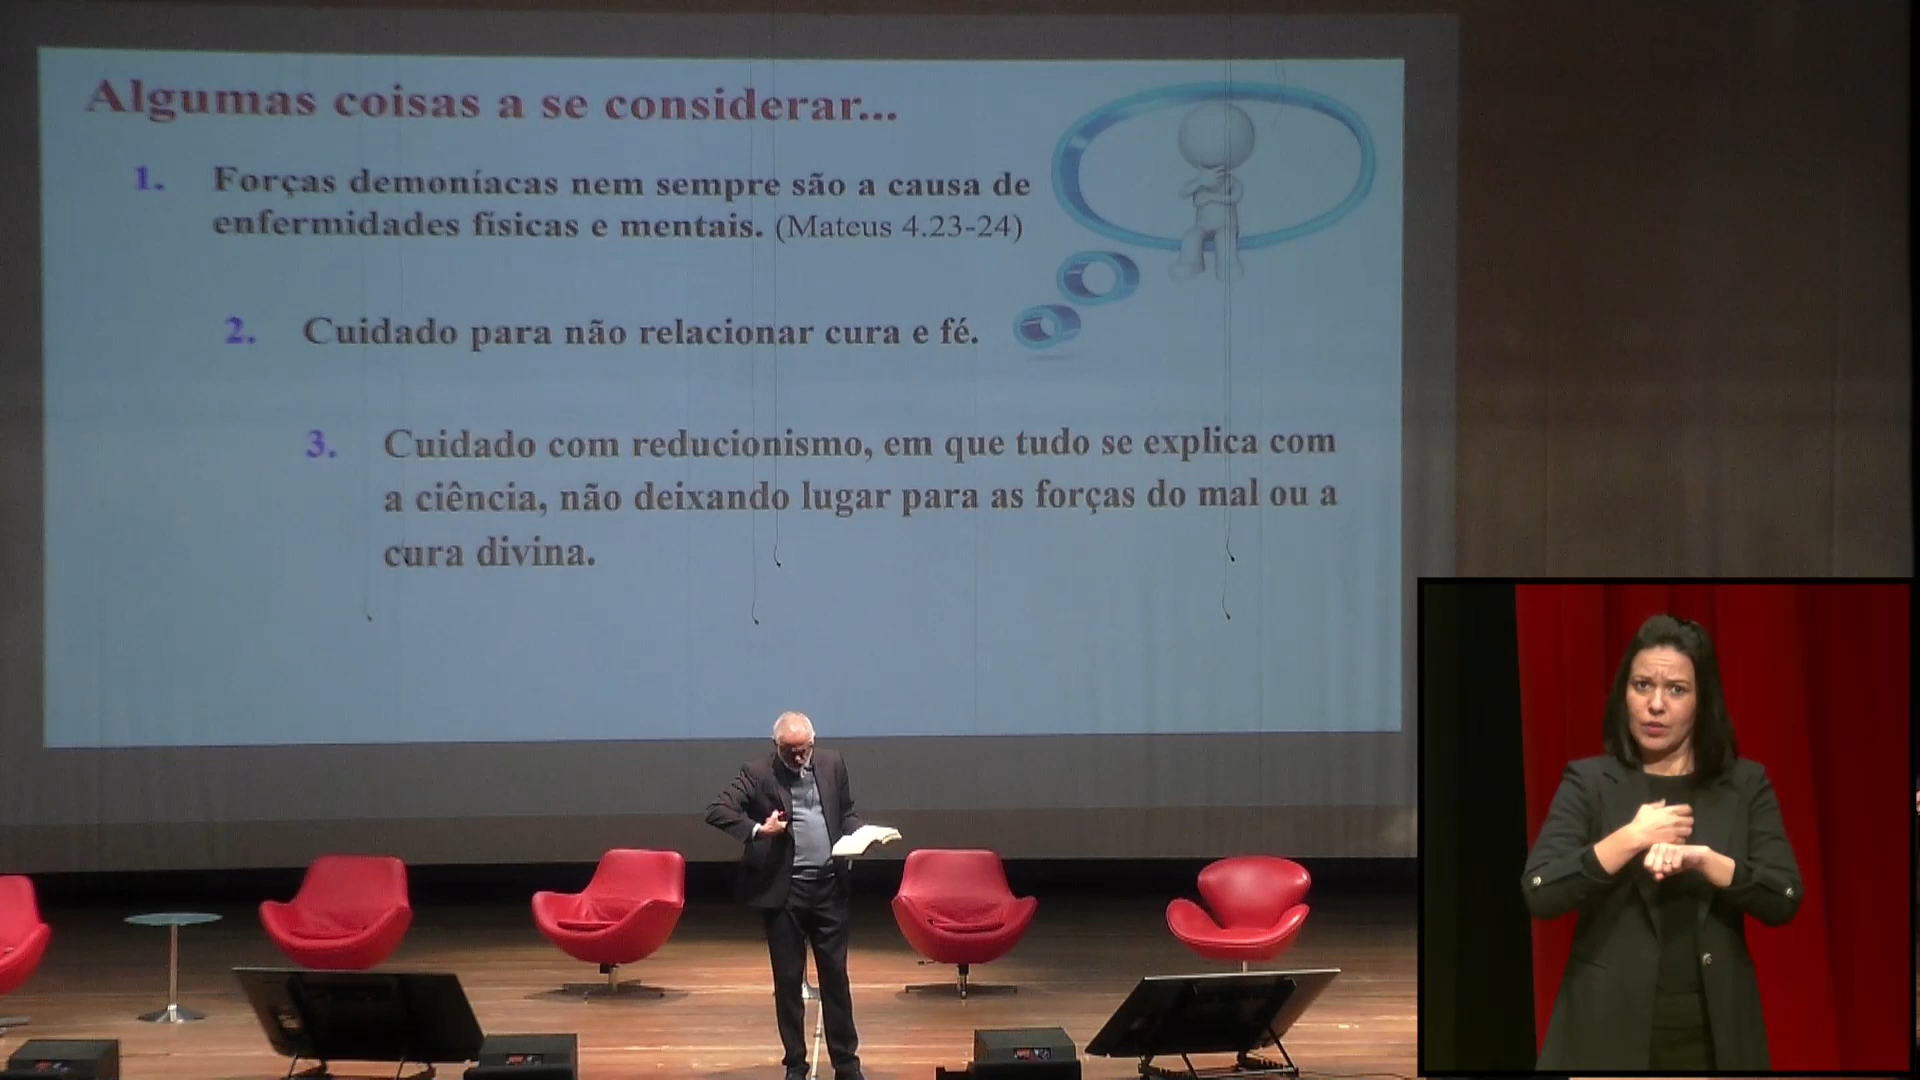 Algumas coisas a se considerar...
1. Forças demoníacas nem sempre são a causa de
enfermidades físicas e mentais. (Mateus 4.23-24)
2. Cuidado para não relacionar cura e fé.
3. Cuidado com reducionismo, em que tudo se explica com
a ciência, não deixando lugar para as forças do mal ou a
cura divina.